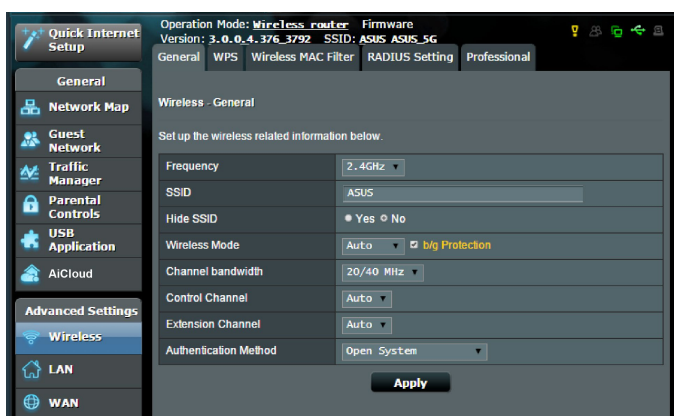 Quick Internet
Setup
General
Network Map
Guest
Network
Traffic
Manager
Parental
Controls
USB
Application
AiCloud
Advanced Settings
Wireless
LAN
WAN
Operation Mode: Wireless router Firmware
Version: 3.0.0.4.376_3792 SSID: ASUS ASUS_5G
General WPS Wireless MAC Filter RADIUS Setting Professional
Wireless - General
Set up the wireless related information below.
Frequency 2.4GHz
SSID ASUS
Hide SSID Yes No
Wireless Mode Auto b/g Protection
Channel bandwidth 20/40 MHz
Control Channel Auto
Extension Channel Auto
Authentication Method Open System
Apply